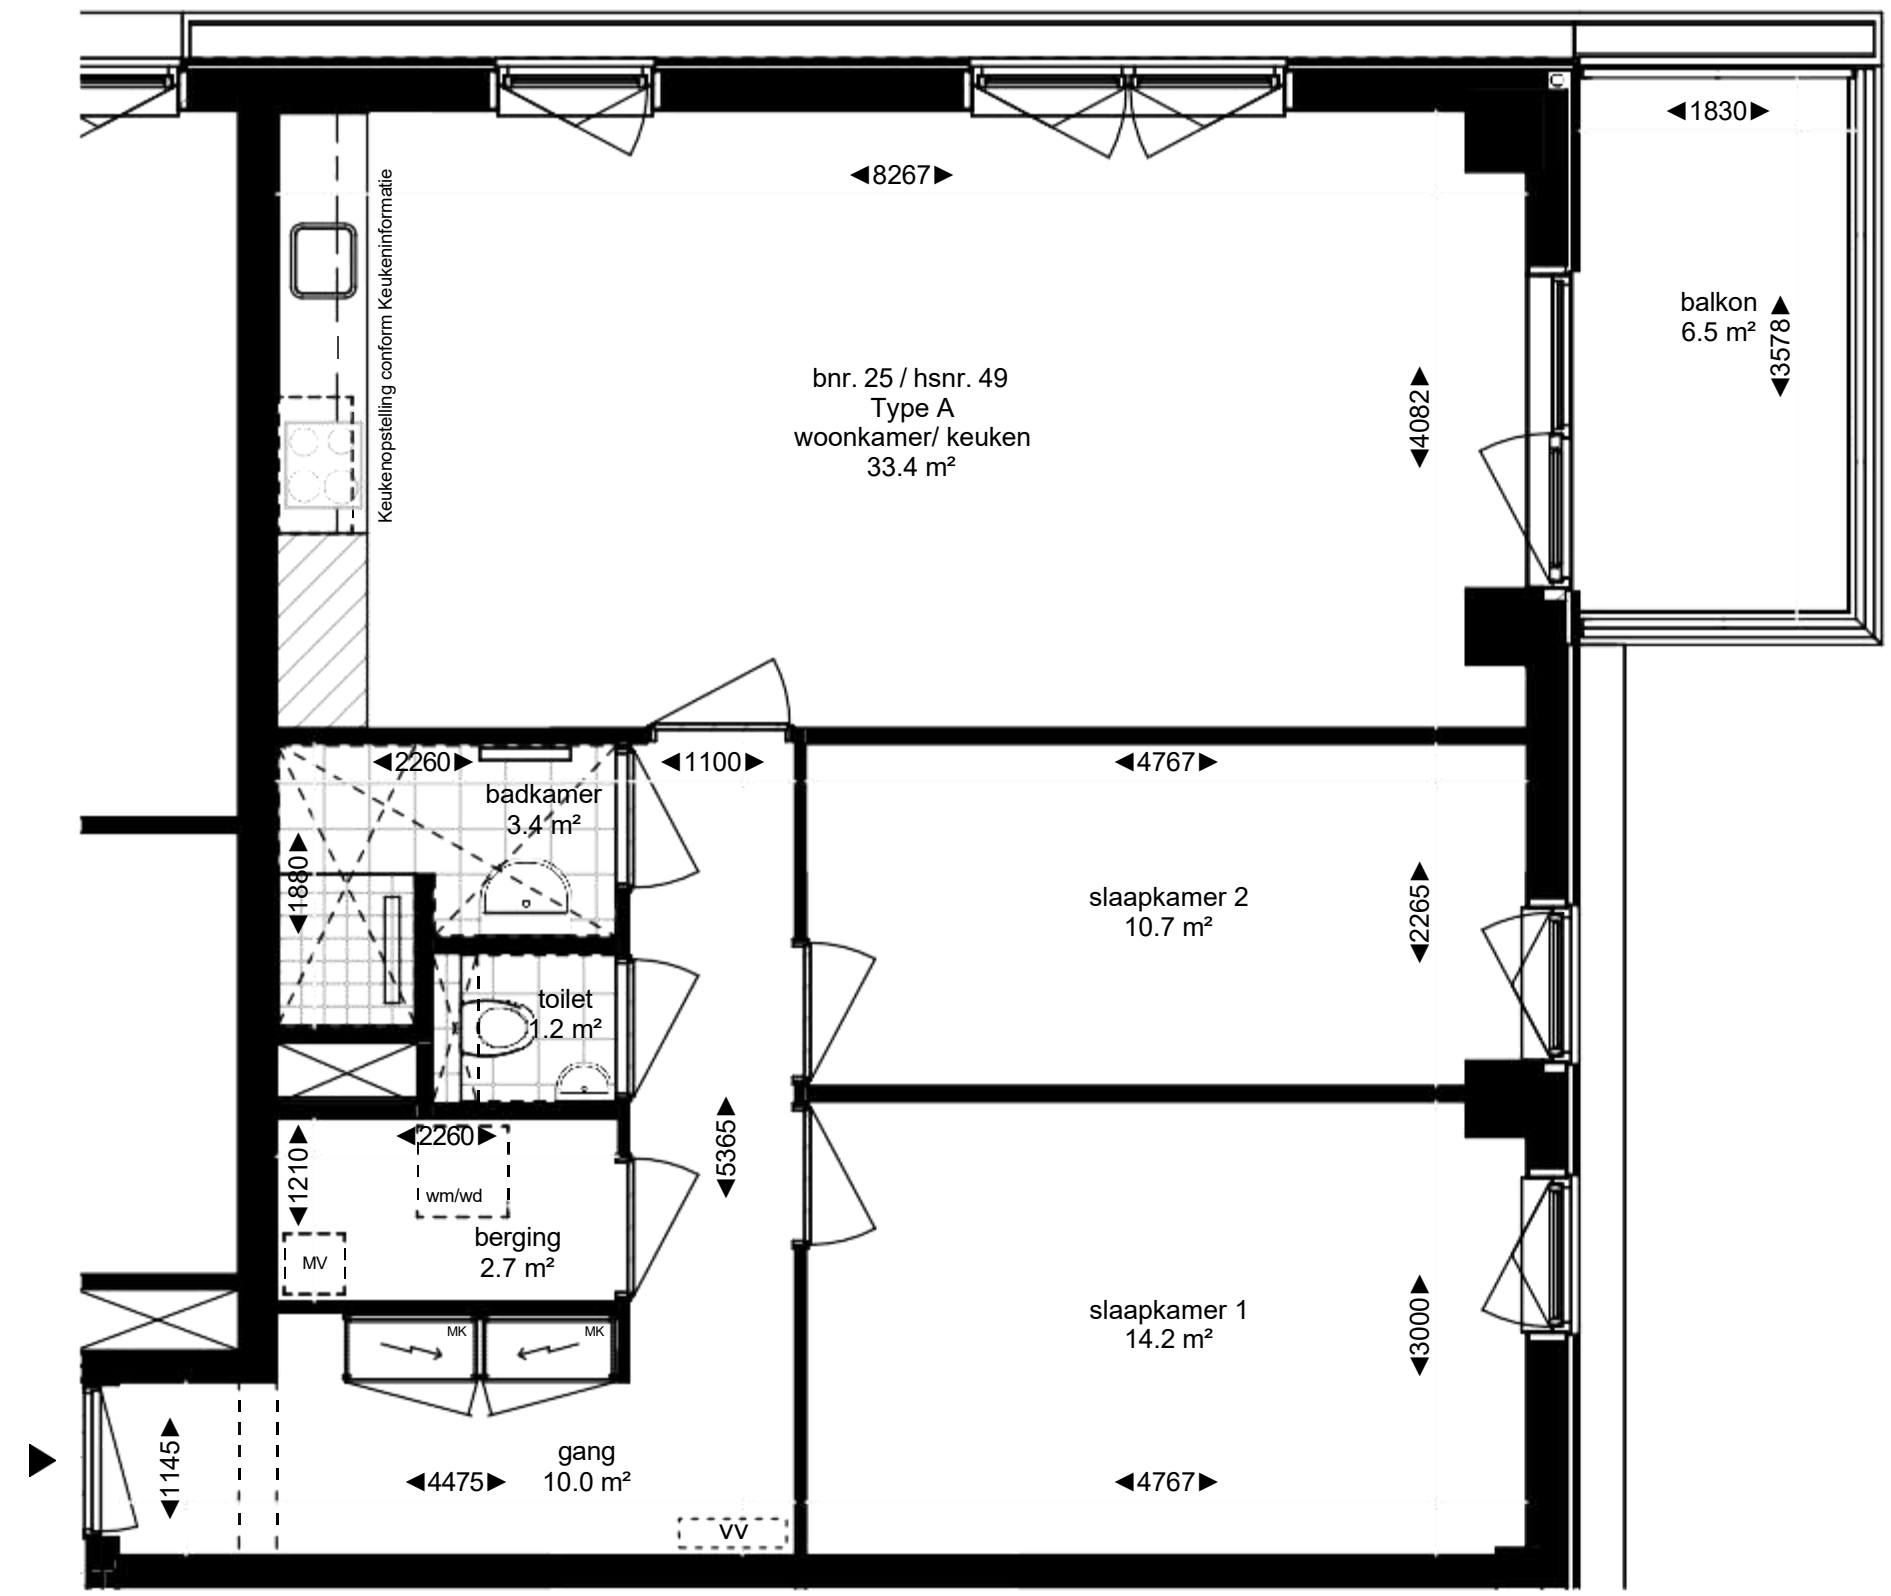 1830
8267
Keukenopstelling conform Keukeninformatie
balkon
6.5 m²
3578
bnr. 25 / hsnr. 49
Type A
woonkamer/ keuken
33.4 m²
4082
2260
1100
4767
badkamer
3.4 m²
1880
slaapkamer 2
10.7 m²
2265
toilet
1.2 m²
5365
2260
1210
wm/wd
berging
2.7 m²
MV
slaapkamer 1
14.2 m²
3000
MK
MK
gang
10.0 m²
1145
4475
4767
VV